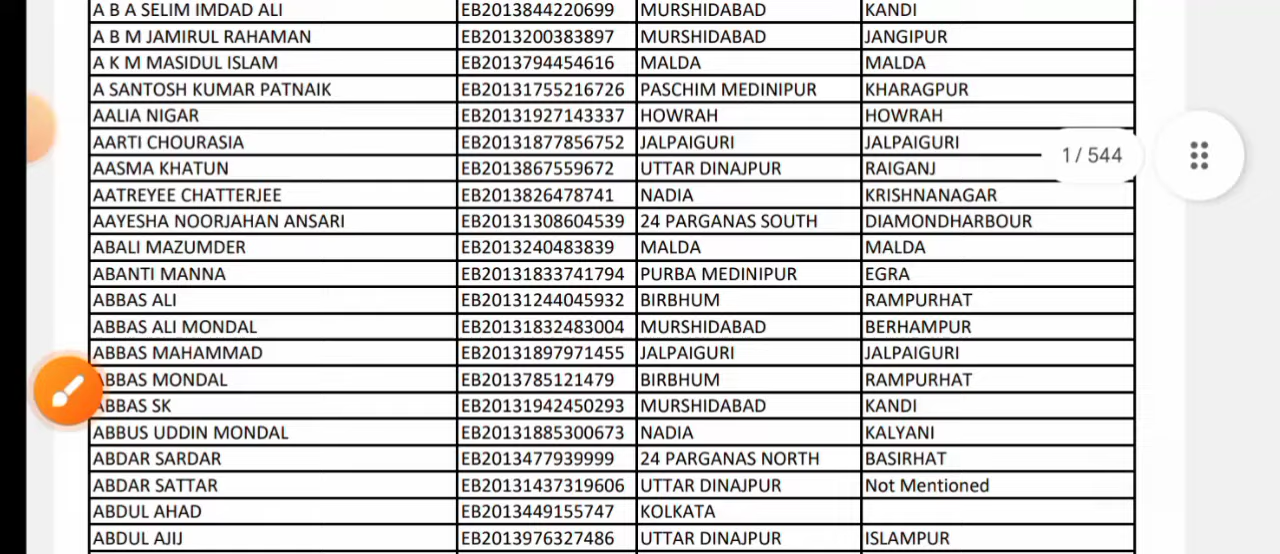 A B A SELIM IMDAD ALI EB2013844220699 MURSHIDABAD KANDI
A B M JAMIRUL RAHAMAN EB2013200383897 MURSHIDABAD JANGIPUR
A K M MASIDUL ISLAM EB2013794454616 MALDA MALDA
A SANTOSH KUMAR PATNAIK EB20131755216726 PASCHIM MEDINIPUR KHARAGPUR
AALIA NIGAR EB20131927143337 HOWRAH HOWRAH
AARTI CHOURASIA EB20131877856752 JALPAIGURI JALPAIGURI
1 / 544
AASMA KHATUN EB2013867559672 UTTAR DINAJPUR RAIGANJ
AATREYEE CHATTERJEE EB2013826478741 NADIA KRISHNANAGAR
AAYESHA NOORJAHAN ANSARI EB20131308604539 24 PARGANAS SOUTH DIAMONDHARBOUR
ABALI MAZUMDER EB2013240483839 MALDA MALDA
ABANTI MANNA EB20131833741794 PURBA MEDINIPUR EGRA
ABBAS ALI EB20131244045932 BIRBHUM RAMPURHAT
ABBAS ALI MONDAL EB20131832483004 MURSHIDABAD BERHAMPUR
ABBAS MAHAMMAD EB20131897971455 JALPAIGURI JALPAIGURI
ABBAS MONDAL EB2013785121479 BIRBHUM RAMPURHAT
ABBAS SK EB20131942450293 MURSHIDABAD KANDI
ABBUS UDDIN MONDAL EB20131885300673 NADIA KALYANI
ABDAR SARDAR EB2013477939999 24 PARGANAS NORTH BASIRHAT
ABDAR SATTAR EB20131437319606 UTTAR DINAJPUR Not Mentioned
ABDUL AHAD EB2013449155747 KOLKATA
ABDUL AJIJ EB2013976327486 UTTAR DINAJPUR ISLAMPUR